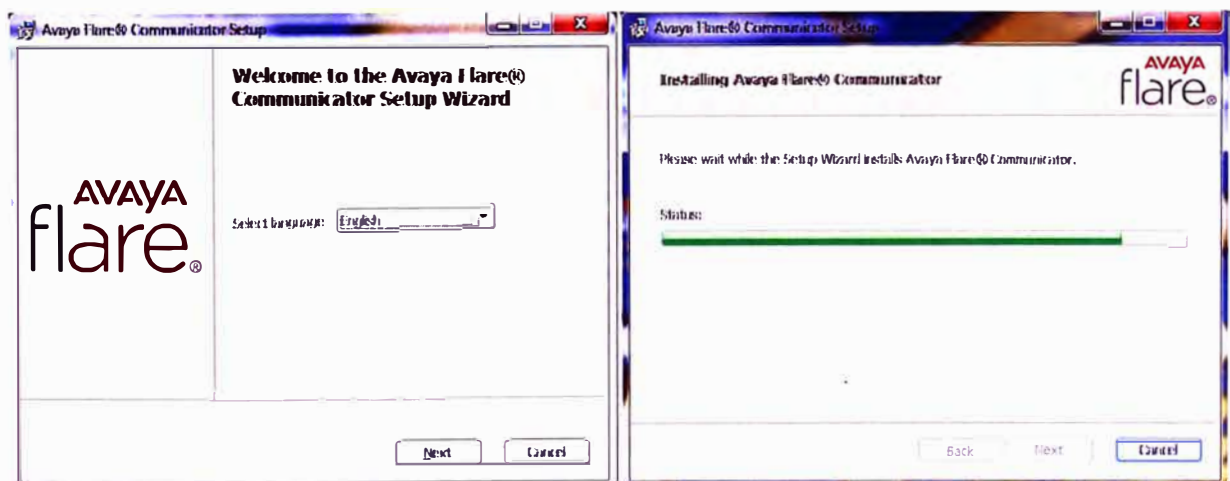 Avaya Flare® Communicator Setup
Welcome to the Avaya Flare®
Communicator Setup Wizard
AVAYA
flare®
Select language: English
Next Cancel
Avaya Flare® Communicator Setup
Installing Avaya Flare® Communicator
AVAYA
flare®
Please wait while the Setup Wizard installs Avaya Flare® Communicator.
Status:
Back Next Cancel